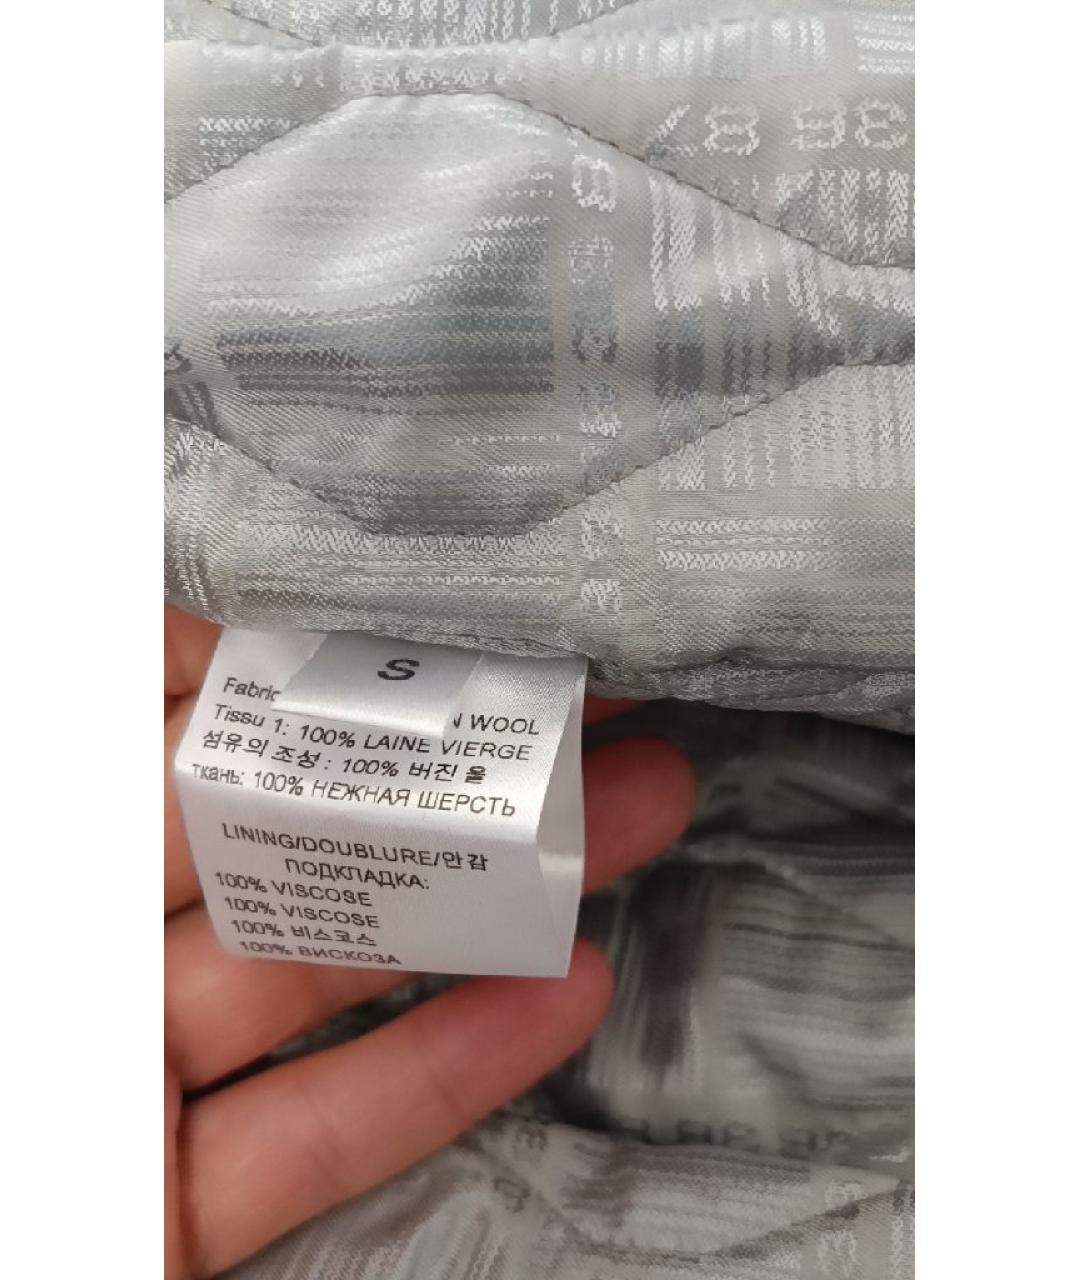 S
Fabric
WOOL
Tissu 1: 100% LAINE VIERGE
섬유의 조성 : 100% 버진 울
ткань: 100% НЕЖНАЯ ШЕРСТЬ
LINING/DOUBLURE/안감
ПОДКЛАДКА:
100% VISCOSE
100% VISCOSE
100% 비스코스
100% ВИСКОЗА